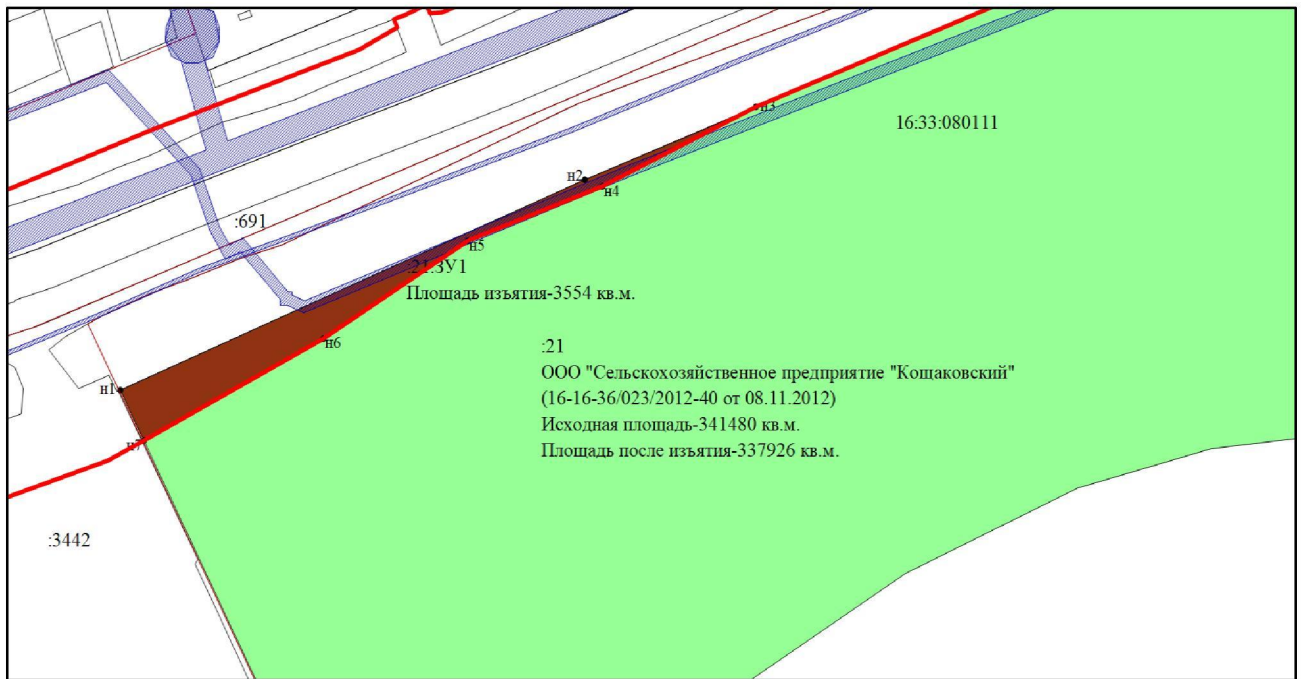 н3
16:33:080111
н2
н4
:691
н5
:21:ЗУ1
Площадь изъятия-3554 кв.м.
н6
:21
ООО "Сельскохозяйственное предприятие "Кощаковский"
(16-16-36/023/2012-40 от 08.11.2012)
Исходная площадь-341480 кв.м.
Площадь после изъятия-337926 кв.м.
н1
н7
:3442